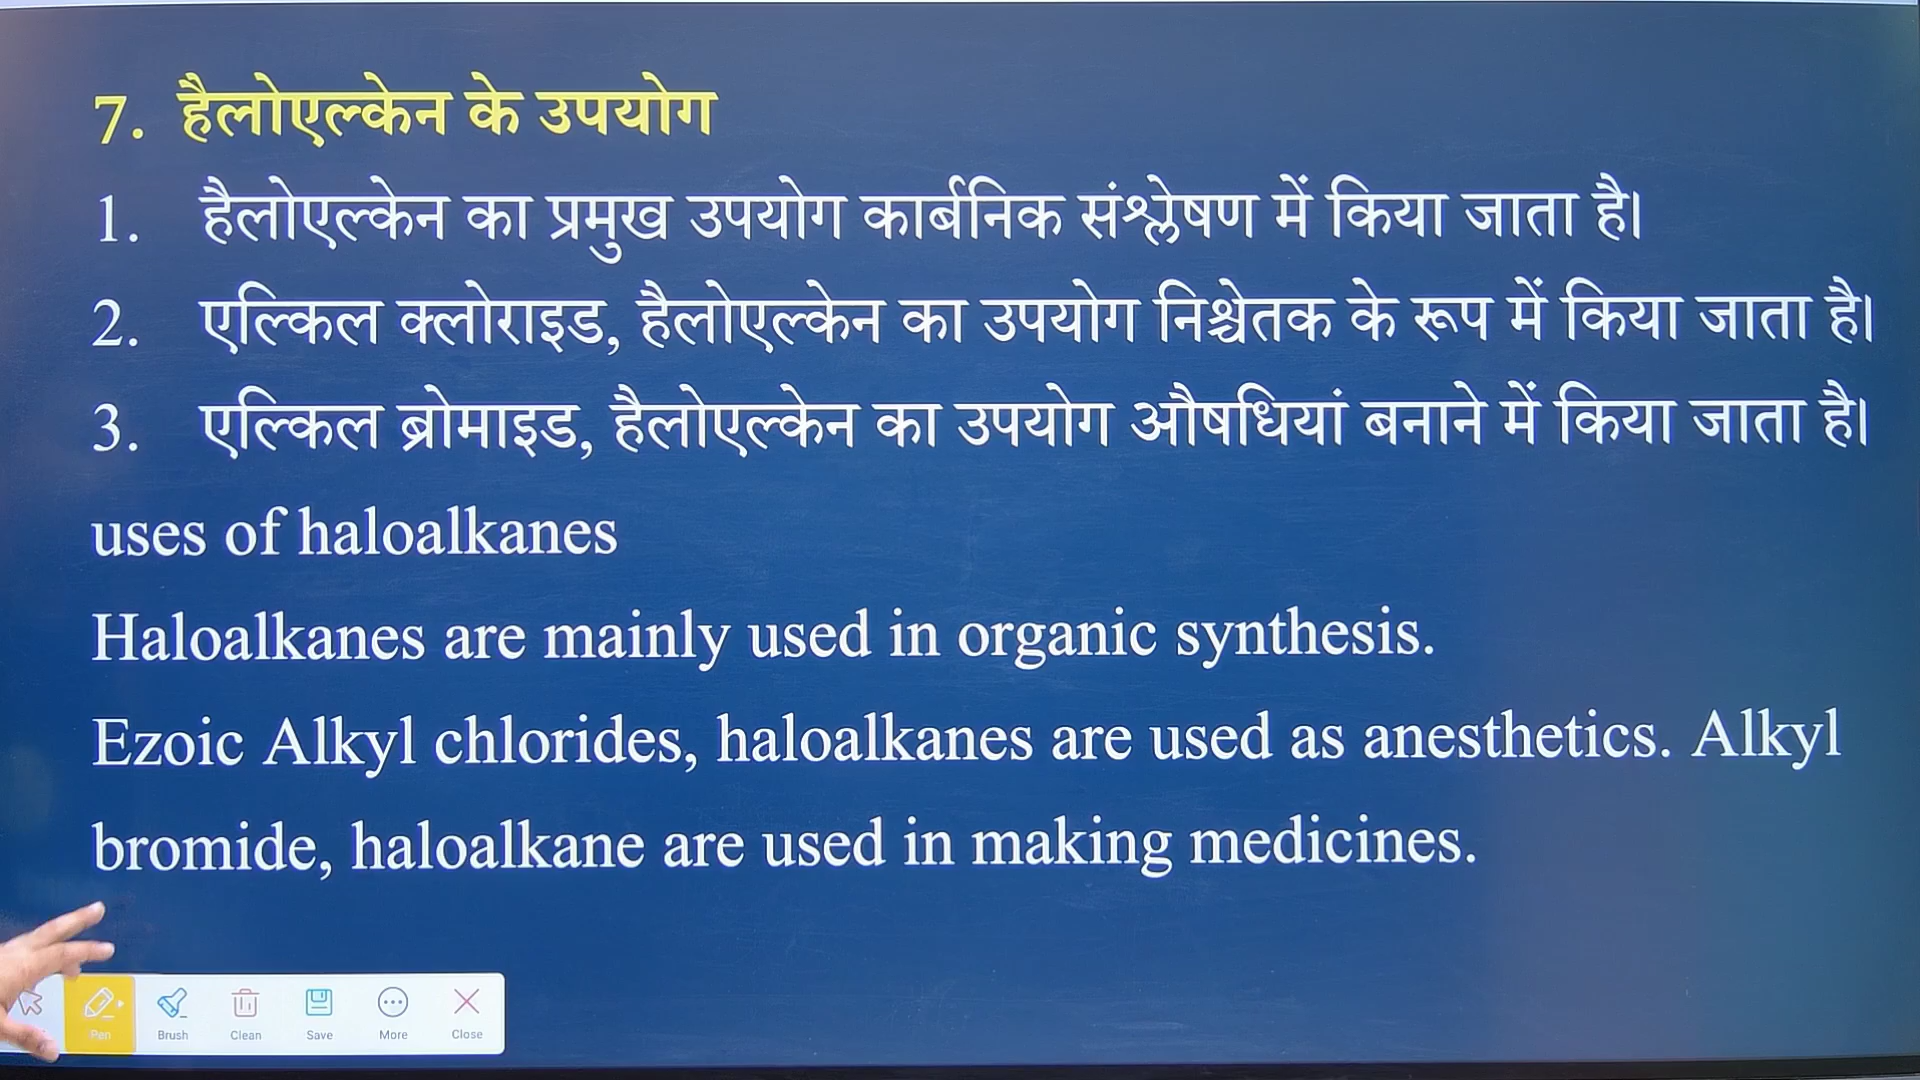 7. हैलोएल्केन के उपयोग
1. हैलोएल्केन का प्रमुख उपयोग कार्बनिक संश्लेषण में किया जाता है।
2. एल्किल क्लोराइड, हैलोएल्केन का उपयोग निश्चेतक के रूप में किया जाता है।
3. एल्किल ब्रोमाइड, हैलोएल्केन का उपयोग औषधियां बनाने में किया जाता है।
uses of haloalkanes
Haloalkanes are mainly used in organic synthesis.
Ezoic Alkyl chlorides, haloalkanes are used as anesthetics. Alkyl
bromide, haloalkane are used in making medicines.
Pen Brush Clean Save More Close